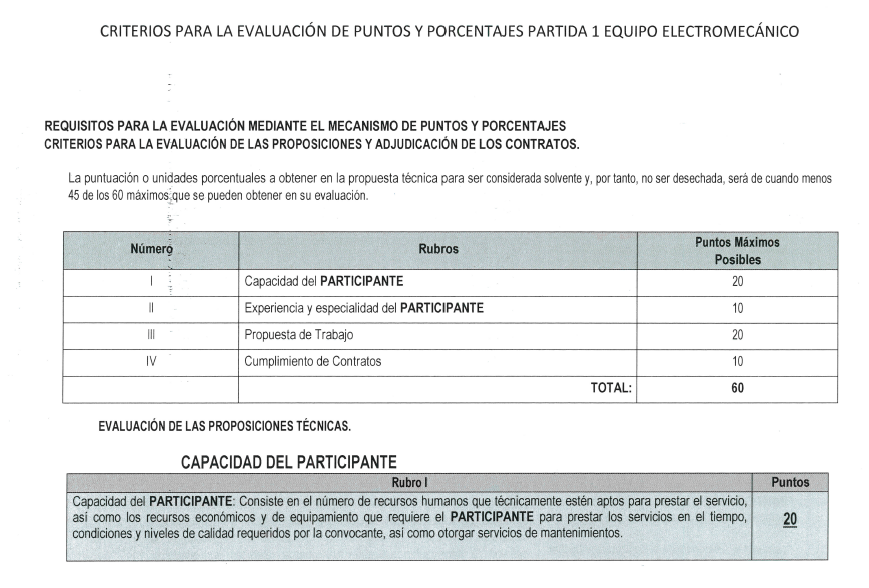 CRITERIOS PARA LA EVALUACIÓN DE PUNTOS Y PORCENTAJES PARTIDA 1 EQUIPO ELECTROMECÁNICO
REQUISITOS PARA LA EVALUACIÓN MEDIANTE EL MECANISMO DE PUNTOS Y PORCENTAJES
CRITERIOS PARA LA EVALUACIÓN DE LAS PROPOSICIONES Y ADJUDICACIÓN DE LOS CONTRATOS.
La puntuación o unidades porcentuales a obtener en la propuesta técnica para ser considerada solvente y, por tanto, no ser desechada, será de cuando menos
45 de los 60 máximos que se pueden obtener en su evaluación.
Número Rubros Puntos Máximos
Posibles
I Capacidad del PARTICIPANTE 20
II Experiencia y especialidad del PARTICIPANTE 10
III Propuesta de Trabajo 20
IV Cumplimiento de Contratos 10
TOTAL: 60
EVALUACIÓN DE LAS PROPOSICIONES TÉCNICAS.
CAPACIDAD DEL PARTICIPANTE
Rubro I Puntos
Capacidad del PARTICIPANTE: Consiste en el número de recursos humanos que técnicamente estén aptos para prestar el servicio,
así como los recursos económicos y de equipamiento que requiere el PARTICIPANTE para prestar los servicios en el tiempo,
condiciones y niveles de calidad requeridos por la convocante, así como otorgar servicios de mantenimientos.
20